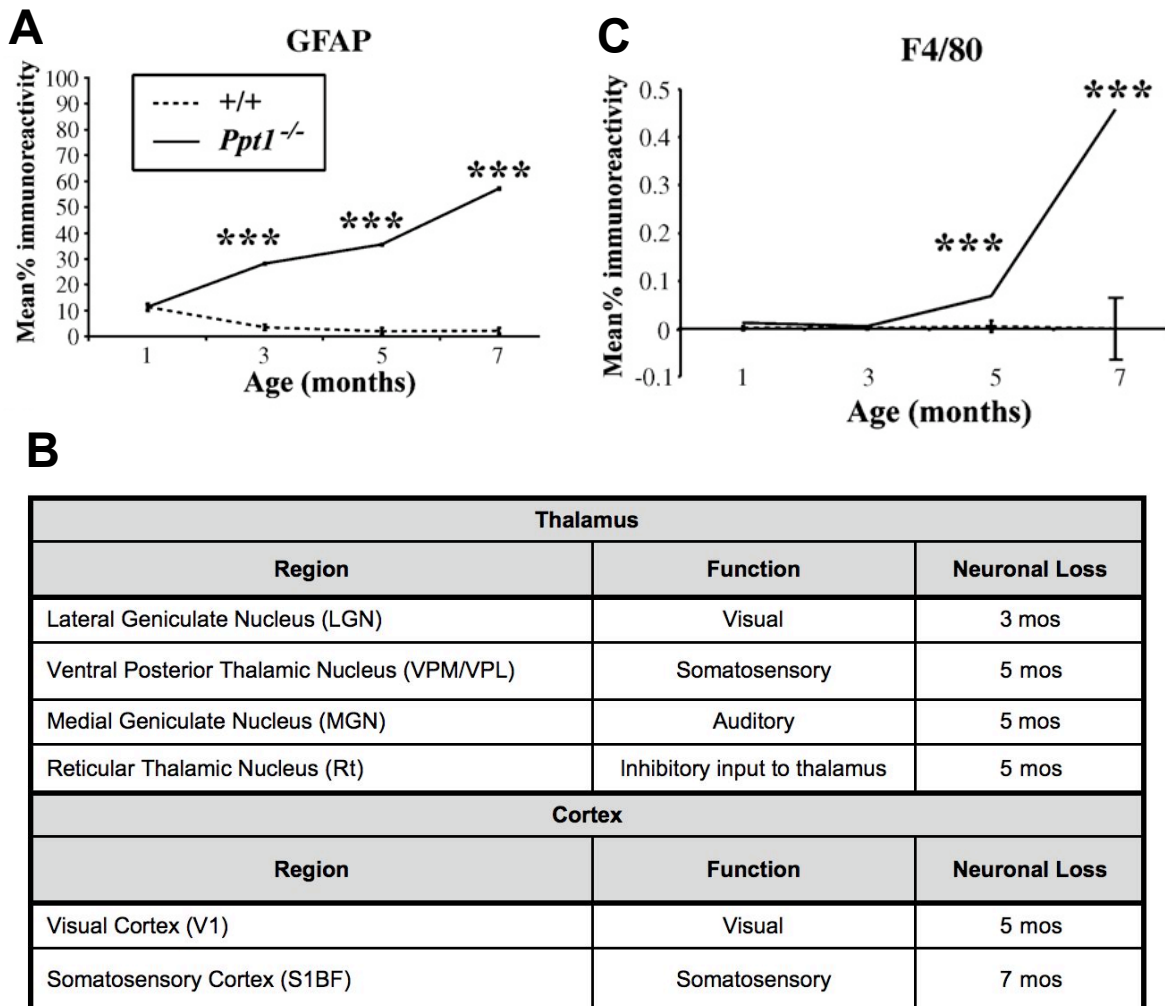 A
GFAP
Mean% immunoreactivity
100
90
80
70
60
50
40
30
20
10
0
+/+
Ppt1 -/-
***
***
***
1 3 5 7
Age (months)
C
F4/80
Mean% immunoreactivity
0.5
0.4
0.3
0.2
0.1
0
-0.1
***
***
1 3 5 7
Age (months)
B
Thalamus
Region Function Neuronal Loss
Lateral Geniculate Nucleus (LGN) Visual 3 mos
Ventral Posterior Thalamic Nucleus (VPM/VPL) Somatosensory 5 mos
Medial Geniculate Nucleus (MGN) Auditory 5 mos
Reticular Thalamic Nucleus (Rt) Inhibitory input to thalamus 5 mos
Cortex
Region Function Neuronal Loss
Visual Cortex (V1) Visual 5 mos
Somatosensory Cortex (S1BF) Somatosensory 7 mos